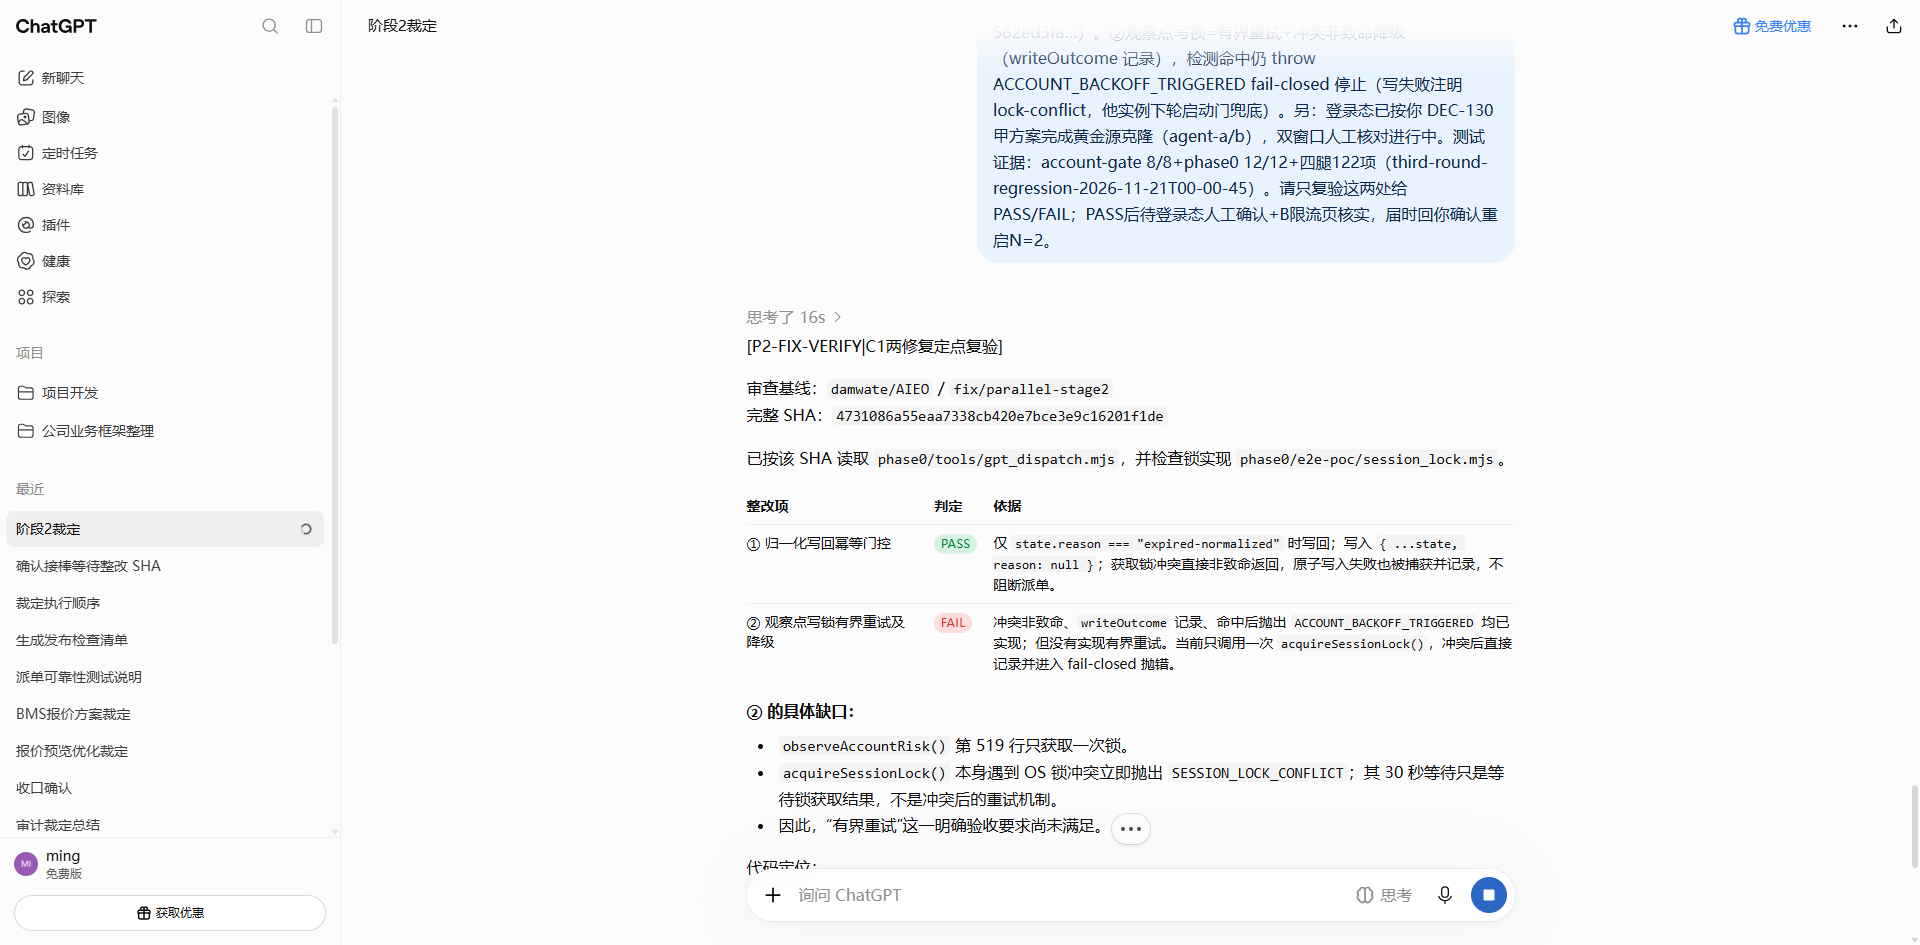 ChatGPT
新聊天
图像
定时任务
资料库
插件
健康
探索
项目
项目开发
公司业务框架整理
最近
阶段2裁定
确认接棒等待整改 SHA
裁定执行顺序
生成发布检查清单
派单可靠性测试说明
BMS报价方案裁定
报价预览优化裁定
收口确认
审计裁定总结
MI
ming
免费版
获取优惠
阶段2裁定
免费优惠
582ed3fa...）。②观察点写锁=有界重试+冲突非致命降级
（writeOutcome 记录），检测命中仍 throw
ACCOUNT_BACKOFF_TRIGGERED fail-closed 停止（写失败注明
lock-conflict，他实例下轮启动门兜底）。另：登录态已按你 DEC-130
甲方案完成黄金源克隆（agent-a/b），双窗口人工核对进行中。测试
证据：account-gate 8/8+phase0 12/12+四腿122项（third-round-
regression-2026-11-21T00-00-45）。请只复验这两处给
PASS/FAIL；PASS后待登录态人工确认+B限流页核实，届时回你确认重
启N=2。
思考了 16s
[P2-FIX-VERIFY|C1两修复定点复验]
审查基线： damwate/AIEO / fix/parallel-stage2
完整 SHA： 4731086a55eaa7338cb420e7bce3e9c16201f1de
已按该 SHA 读取 phase0/tools/gpt_dispatch.mjs，并检查锁实现 phase0/e2e-poc/session_lock.mjs。
整改项 判定 依据
① 归一化写回幂等门控 PASS 仅 state.reason === "expired-normalized" 时写回；写入 { ...state,
reason: null }；获取锁冲突直接非致命返回，原子写入失败也被捕获并记录，不
阻断派单。
② 观察点写锁有界重试及 FAIL 冲突非致命、writeOutcome 记录、命中后抛出 ACCOUNT_BACKOFF_TRIGGERED 均已
降级 实现；但没有实现有界重试。当前只调用一次 acquireSessionLock()，冲突后直接
记录并进入 fail-closed 抛错。
② 的具体缺口：
• observeAccountRisk() 第 519 行只获取一次锁。
• acquireSessionLock() 本身遇到 OS 锁冲突立即抛出 SESSION_LOCK_CONFLICT；其 30 秒等待只是等
待锁获取结果，不是冲突后的重试机制。
• 因此，“有界重试”这一明确验收要求尚未满足。
代码定位：
询问 ChatGPT
思考